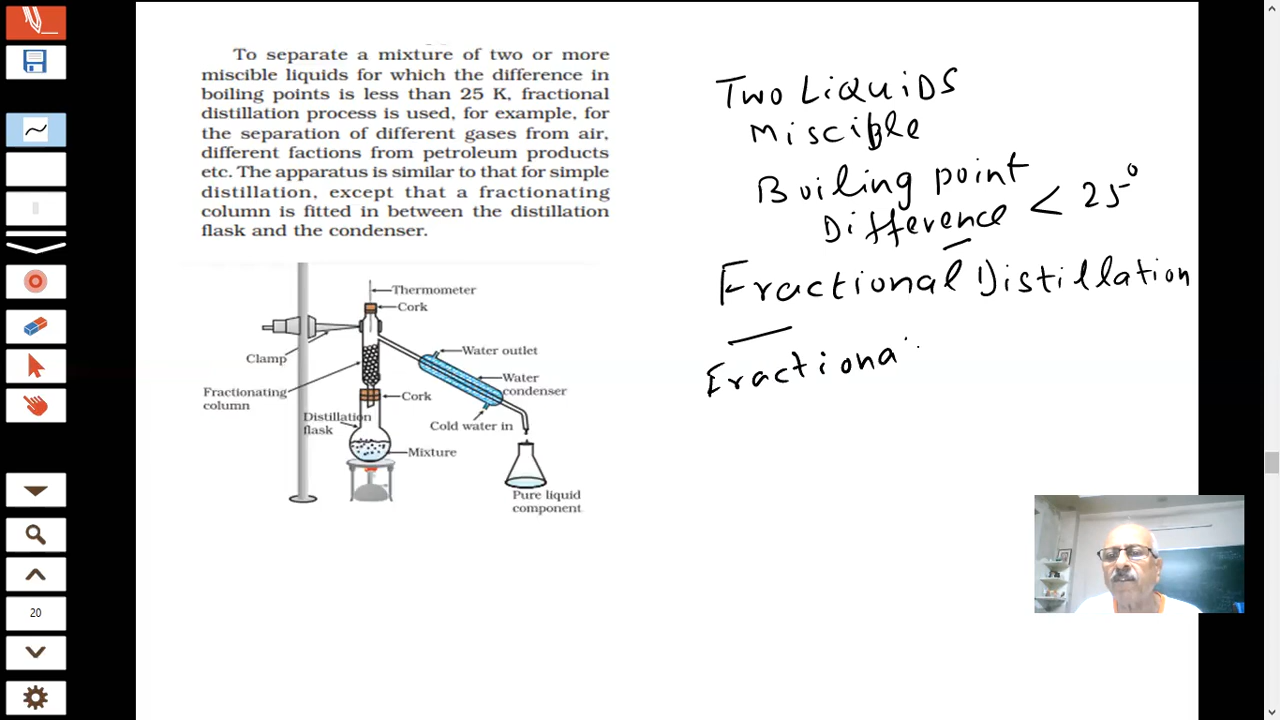 To separate a mixture of two or more
miscible liquids for which the difference in
boiling points is less than 25 K, fractional
distillation process is used, for example, for
the separation of different gases from air,
different factions from petroleum products
etc. The apparatus is similar to that for simple
distillation, except that a fractionating
column is fitted in between the distillation
flask and the condenser.
Thermometer
Cork
Clamp
Water outlet
Fractionating
column
Water
condenser
Cork
Distillation
flask
Cold water in
Mixture
Pure liquid
component
Two LiQuiDS
Miscible
Boiling point
Difference < 25°
Fractional Distillation
Fractiona
20